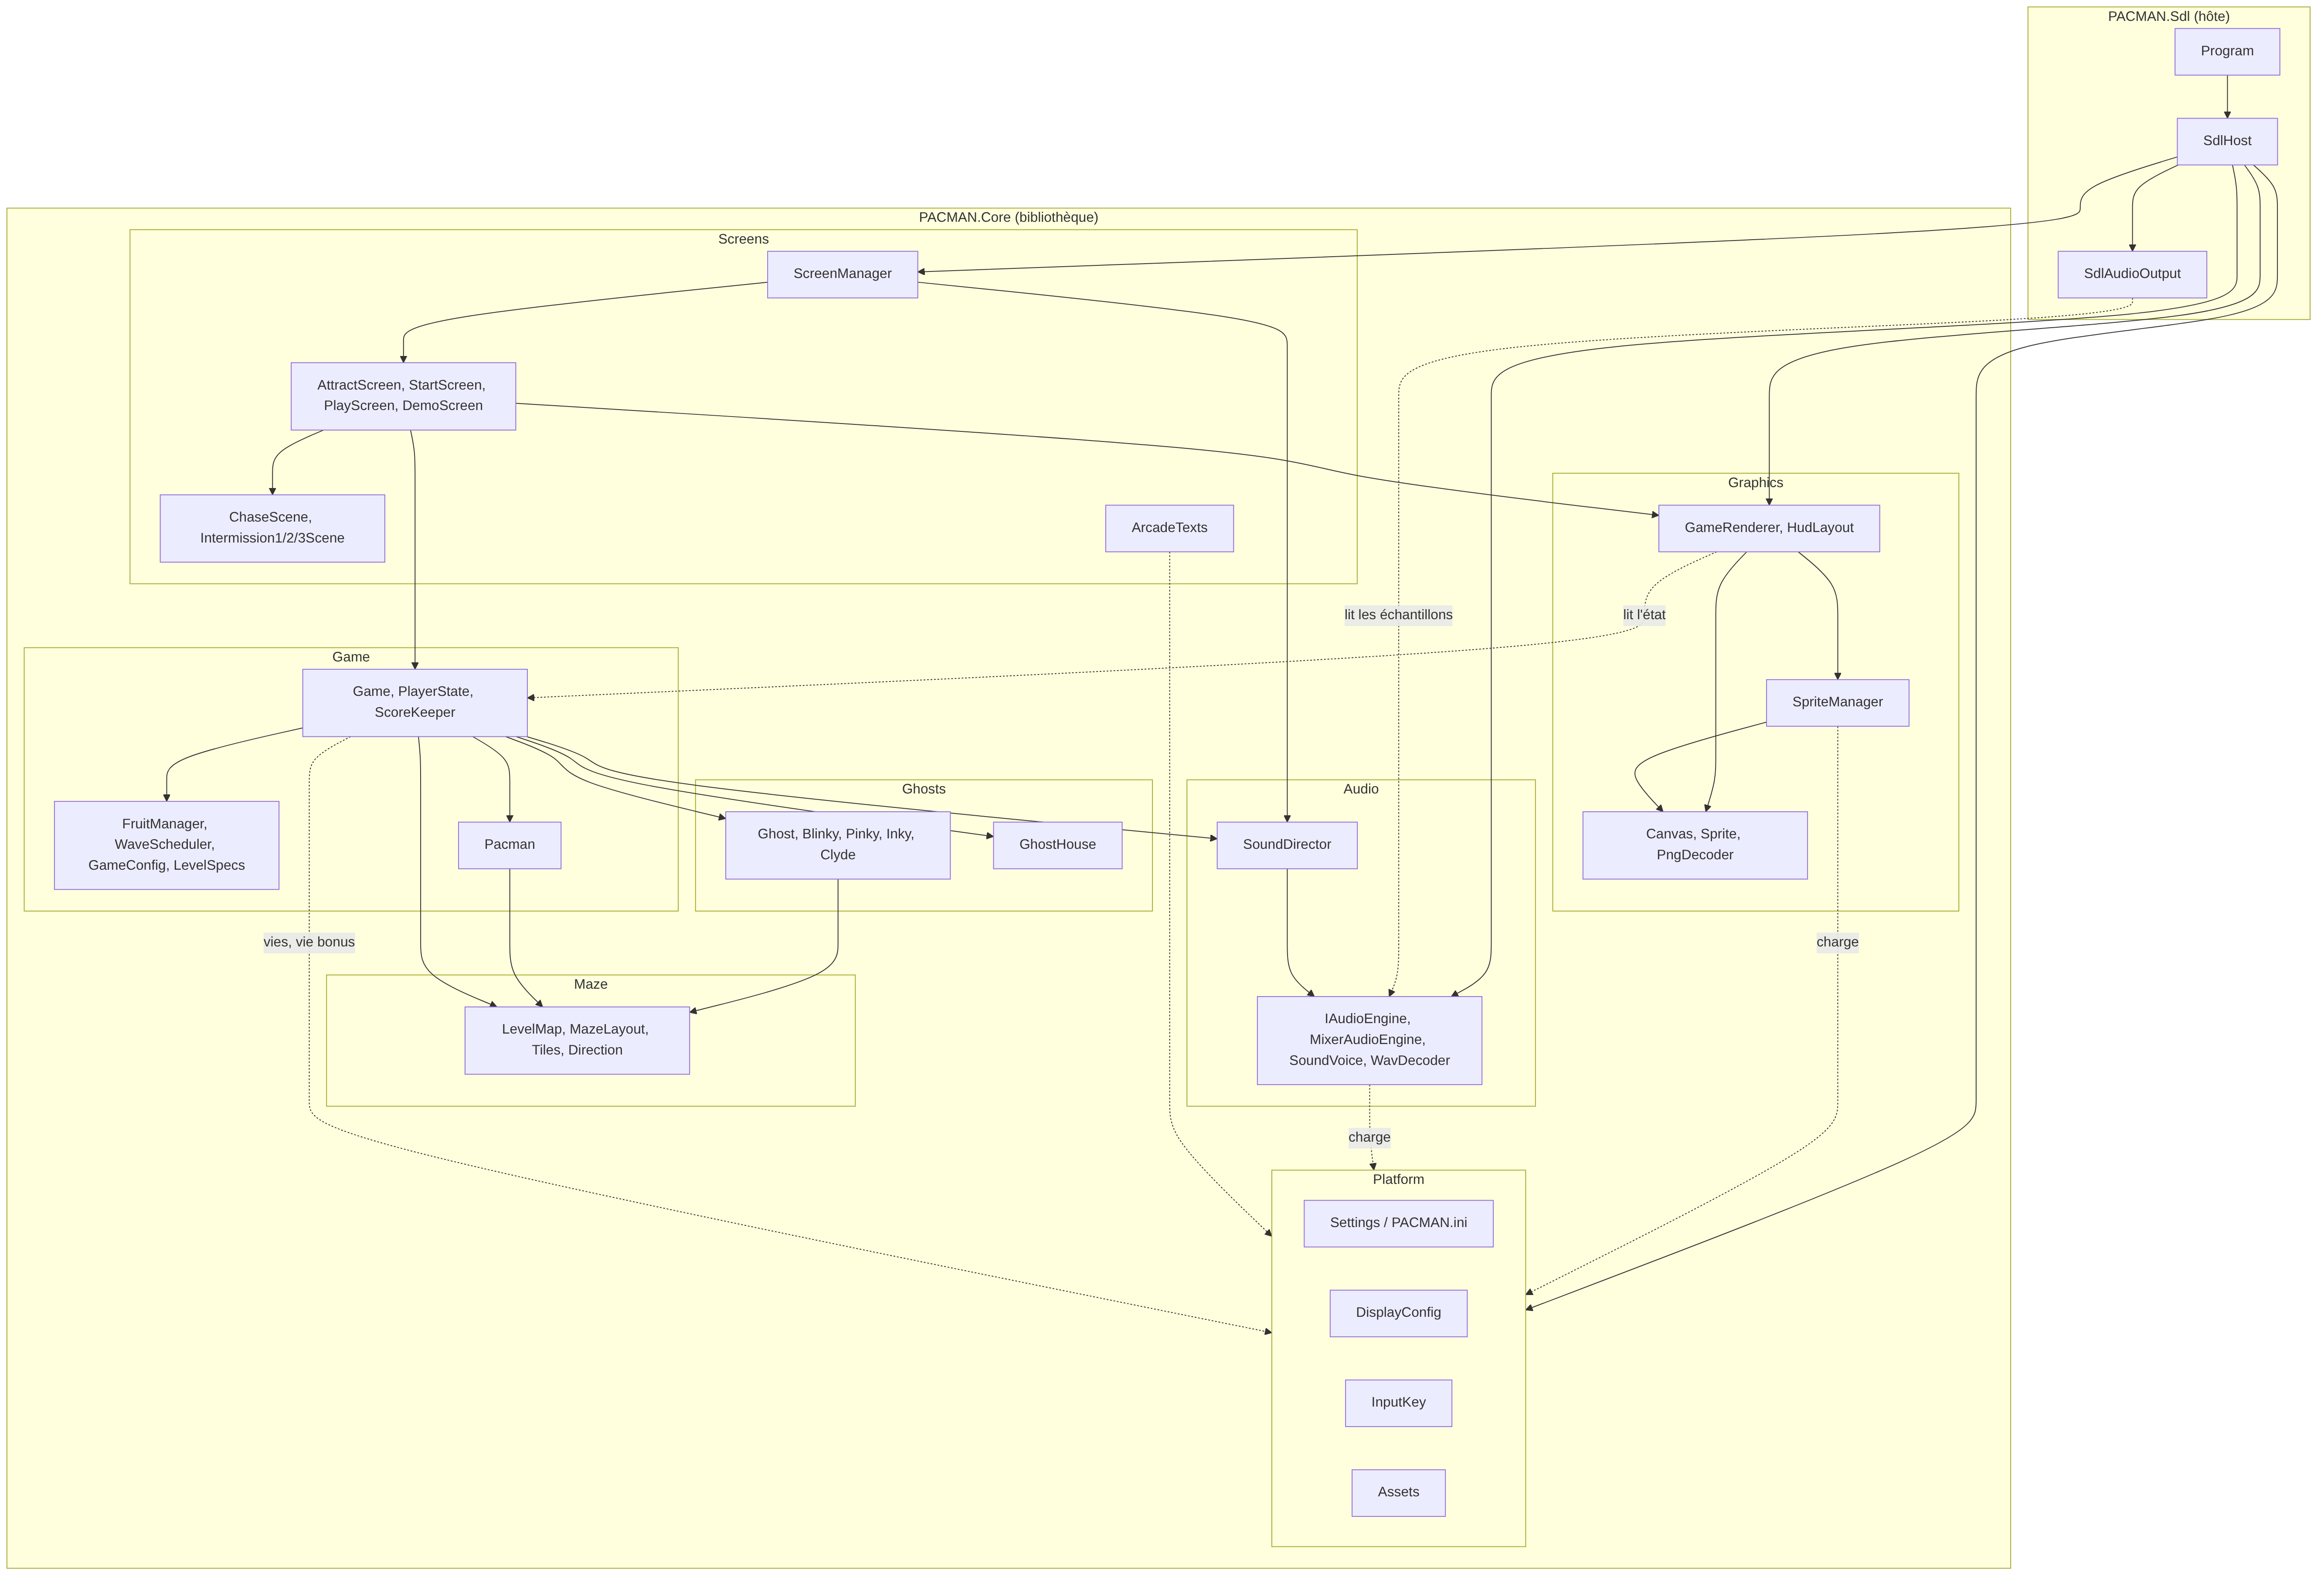 PACMAN.Sdl (hôte)
Program
SdlHost
SdlAudioOutput
PACMAN.Core (bibliothèque)
Screens
ScreenManager
AttractScreen, StartScreen,
PlayScreen, DemoScreen
ChaseScene,
Intermission1/2/3Scene
ArcadeTexts
Graphics
GameRenderer, HudLayout
lit les échantillons
lit l'état
SpriteManager
Canvas, Sprite,
PngDecoder
Game
Game, PlayerState,
ScoreKeeper
FruitManager,
WaveScheduler,
GameConfig, LevelSpecs
Pacman
Ghosts
Ghost, Blinky, Pinky, Inky,
Clyde
GhostHouse
Audio
SoundDirector
IAudioEngine,
MixerAudioEngine,
SoundVoice, WavDecoder
vies, vie bonus
charge
Maze
LevelMap, MazeLayout,
Tiles, Direction
charge
Platform
Settings / PACMAN.ini
DisplayConfig
InputKey
Assets